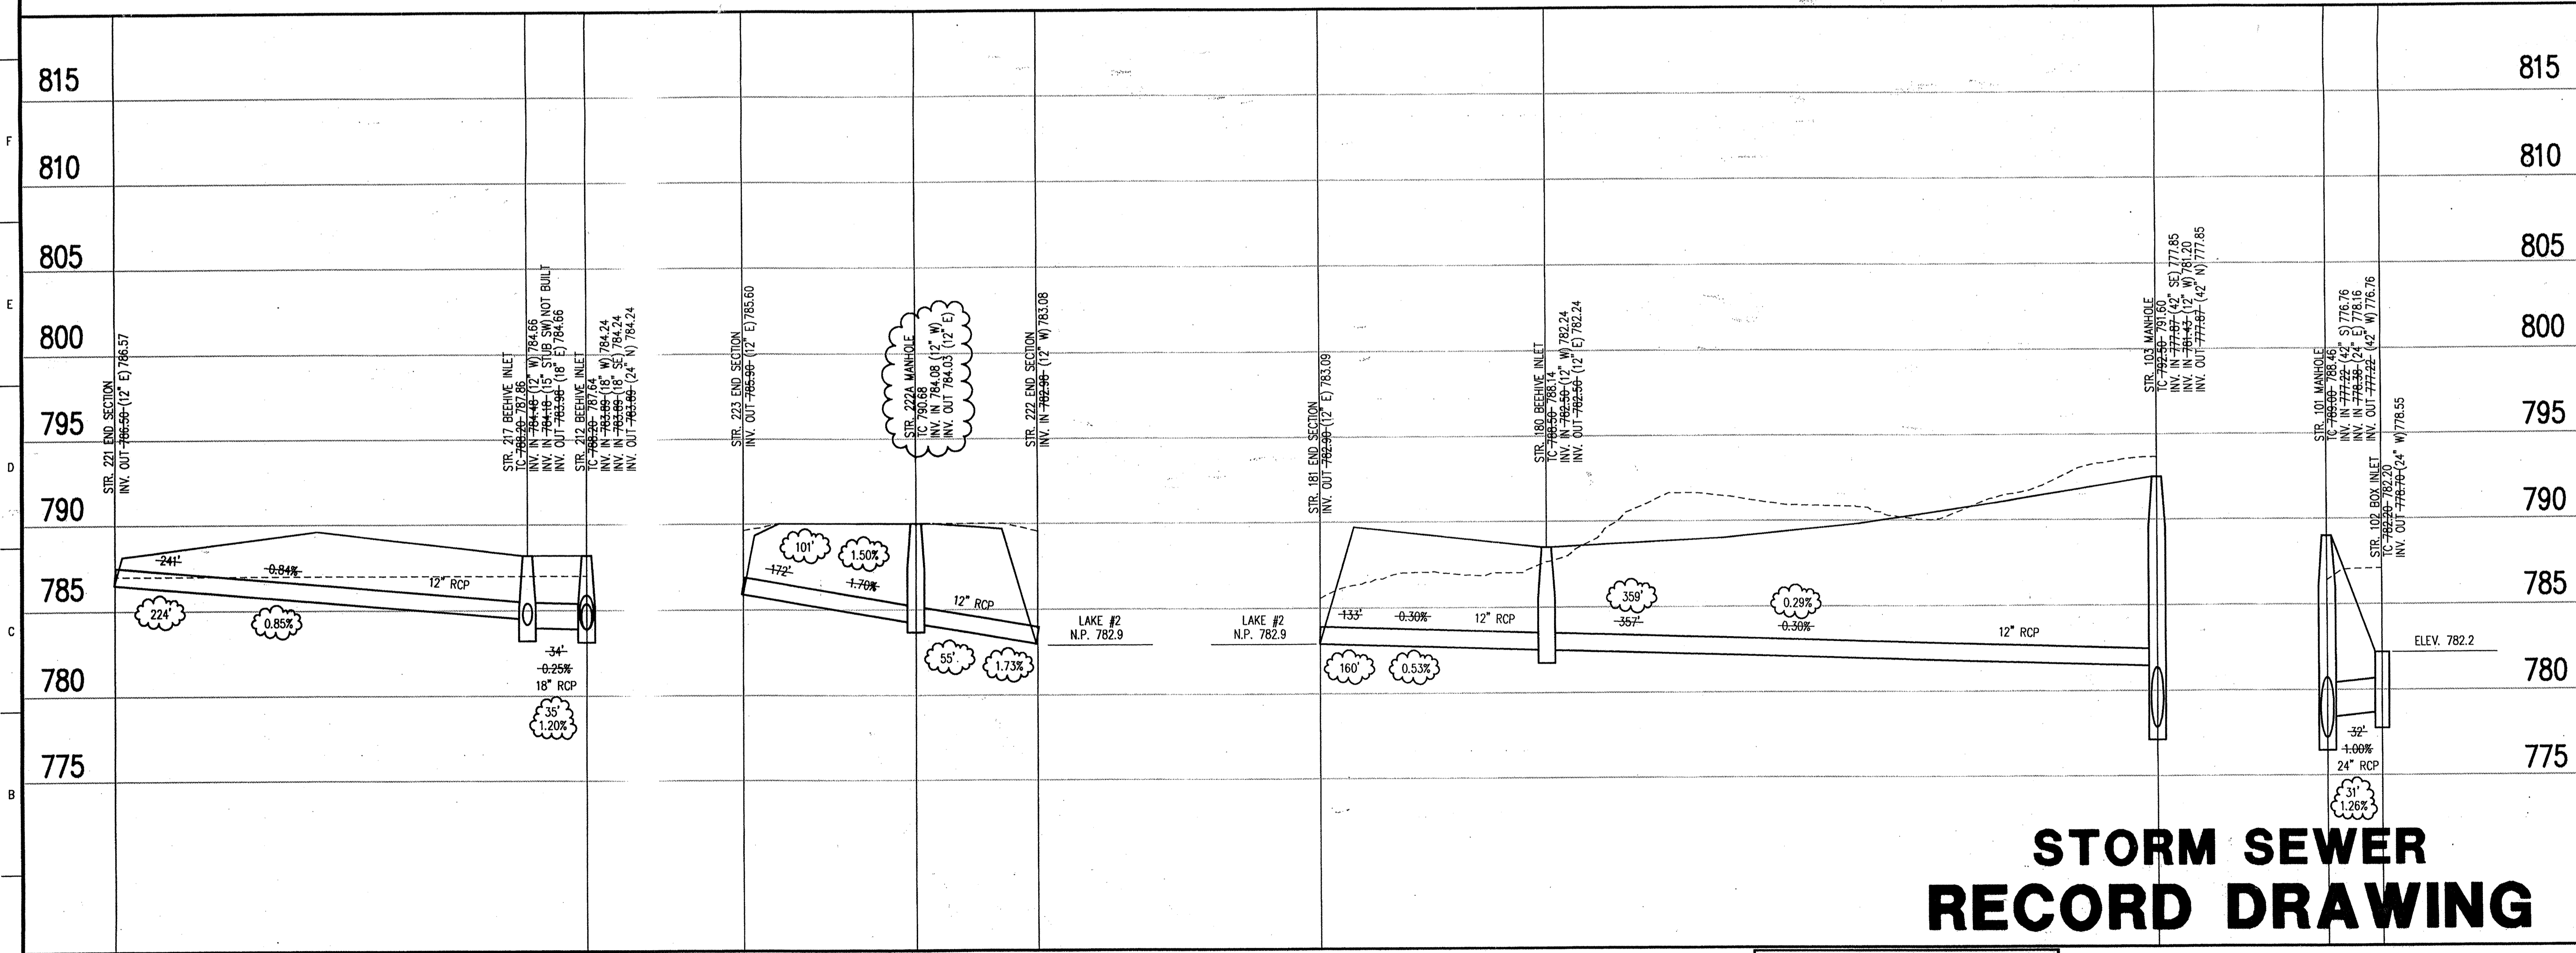 815
810
805
800
795
790
785
780
775
F
E
D
C
B
STR. 221 END SECTION
INV. OUT 786.50 (12" E) 786.57
241'
0.84%
12" RCP
224'
0.85%
STR. 217 BEEHIVE INLET
TC 788.20 787.86
INV. IN 784.48 (12" W) 784.66
INV. IN 784.18 (15" STUB SW) NOT BUILT
INV. OUT 783.98 (18" E) 784.66
STR. 212 BEEHIVE INLET
TC 788.20 787.64
INV. IN 783.89 (18" W) 784.24
INV. IN 783.89 (18" SE) 784.24
INV. OUT 783.89 (24" N) 784.24
34'
0.25%
18" RCP
35'
1.20%
STR. 223 END SECTION
INV. OUT 785.90 (12" E) 785.60
101'
1.50%
172'
1.70%
12" RCP
STR. 222A MANHOLE
TC 790.68
INV. IN 784.08 (12" W)
INV. OUT 784.03 (12" E)
55'
1.73%
STR. 222 END SECTION
INV. IN 782.98 (12" W) 783.08
LAKE #2
N.P. 782.9
LAKE #2
N.P. 782.9
STR. 181 END SECTION
INV. OUT 782.90 (12" E) 783.09
133'
0.30%
12" RCP
160'
0.53%
STR. 180 BEEHIVE INLET
TC 788.50 788.14
INV. IN 782.50 (12" W) 782.24
INV. OUT 782.50 (12" E) 782.24
359'
357'
0.29%
0.30%
12" RCP
STR. 103 MANHOLE
TC 792.50 791.60
INV. IN 777.87 (42" SE) 777.85
INV. IN 781.43 (12" W) 781.20
INV. OUT 777.87 (42" N) 777.85
STR. 101 MANHOLE
TC 789.00 788.46
INV. IN 777.22 (42" S) 776.76
INV. IN 778.38 (24" E) 778.16
INV. OUT 777.22 (42" W) 776.76
STR. 102 BOX INLET
TC 782.20 782.20
INV. OUT 778.70 (24" W) 778.55
ELEV. 782.2
32'
1.00%
24" RCP
31'
1.26%
815
810
805
800
795
790
785
780
775
STORM SEWER
RECORD DRAWING